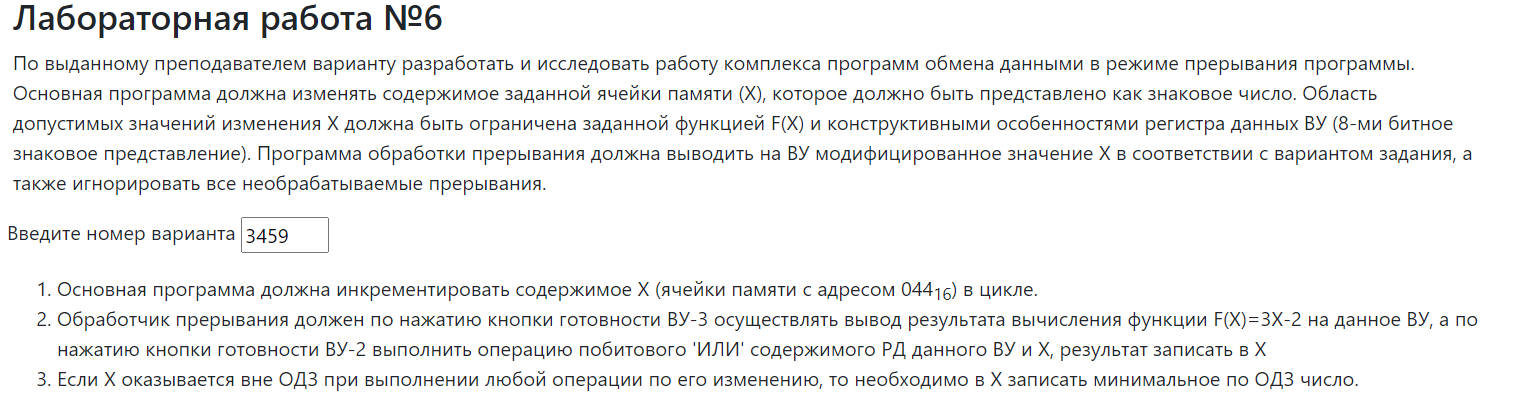 Лабораторная работа №6
По выданному преподавателем варианту разработать и исследовать работу комплекса программ обмена данными в режиме прерывания программы.
Основная программа должна изменять содержимое заданной ячейки памяти (X), которое должно быть представлено как знаковое число. Область
допустимых значений изменения X должна быть ограничена заданной функцией F(X) и конструктивными особенностями регистра данных ВУ (8-ми битное
знаковое представление). Программа обработки прерывания должна выводить на ВУ модифицированное значение X в соответствии с вариантом задания, а
также игнорировать все необрабатываемые прерывания.
Введите номер варианта 3459
1. Основная программа должна инкрементировать содержимое X (ячейки памяти с адресом 044₁₆) в цикле.
2. Обработчик прерывания должен по нажатию кнопки готовности ВУ-3 осуществлять вывод результата вычисления функции F(X)=3X-2 на данное ВУ, а по
нажатию кнопки готовности ВУ-2 выполнить операцию побитового 'ИЛИ' содержимого РД данного ВУ и X, результат записать в X
3. Если X оказывается вне ОДЗ при выполнении любой операции по его изменению, то необходимо в X записать минимальное по ОДЗ число.